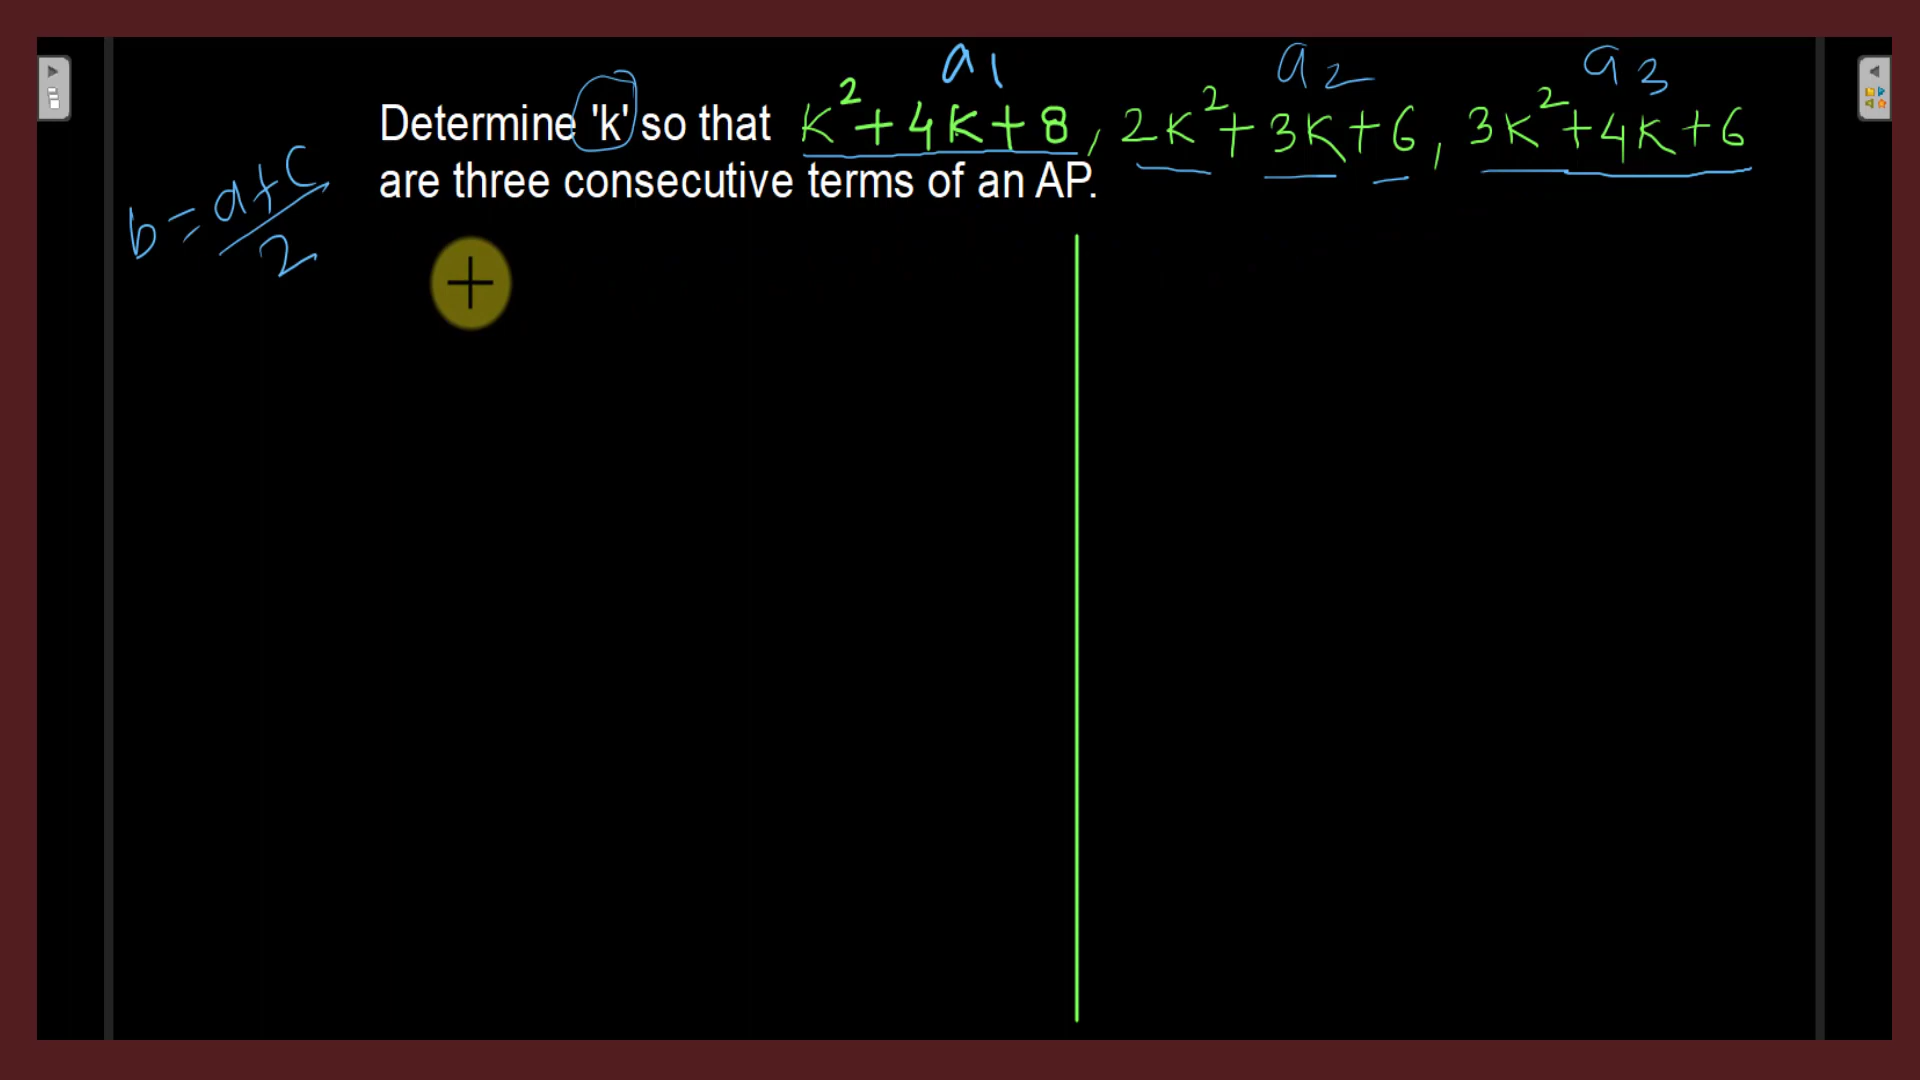 a1 a2 a3
Determine 'k' so that k²+4k+8, 2k²+3k+6, 3k²+4k+6
are three consecutive terms of an AP.
b=a+c/2